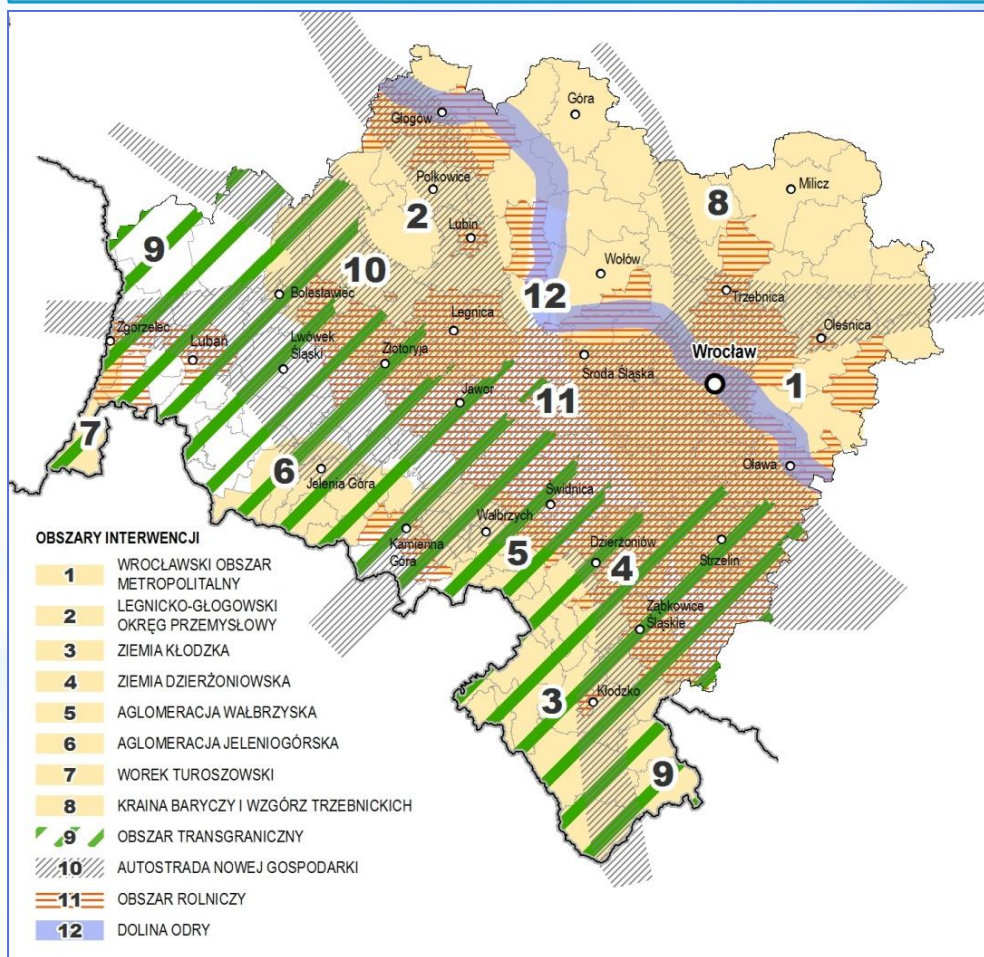 Góra
Głogów
Milicz
Polkowice
8
2
Lubin
9
Wołów
10
12
Bolesławiec
Trzebnica
Legnica
Oleśnica
Zgorzelec
Lubań
Lwówek
Śląski
Złotoryja
Środa Śląska
Wrocław
1
Jawor
11
7
6
Jelenia Góra
Oława
Świdnica
Wałbrzych
Kamienna
Góra
5
Dzierżoniów
4
Strzelin
Ząbkowice
Śląskie
3
Kłodzko
9
OBSZARY INTERWENCJI
1 WROCŁAWSKI OBSZAR
METROPOLITALNY
2 LEGNICKO-GŁOGOWSKI
OKRĘG PRZEMYSŁOWY
3 ZIEMIA KŁODZKA
4 ZIEMIA DZIERŻONIOWSKA
5 AGLOMERACJA WAŁBRZYSKA
6 AGLOMERACJA JELENIOGÓRSKA
7 WOREK TUROSZOWSKI
8 KRAINA BARYCZY I WZGÓRZ TRZEBNICKICH
9 OBSZAR TRANSGRANICZNY
10 AUTOSTRADA NOWEJ GOSPODARKI
11 OBSZAR ROLNICZY
12 DOLINA ODRY